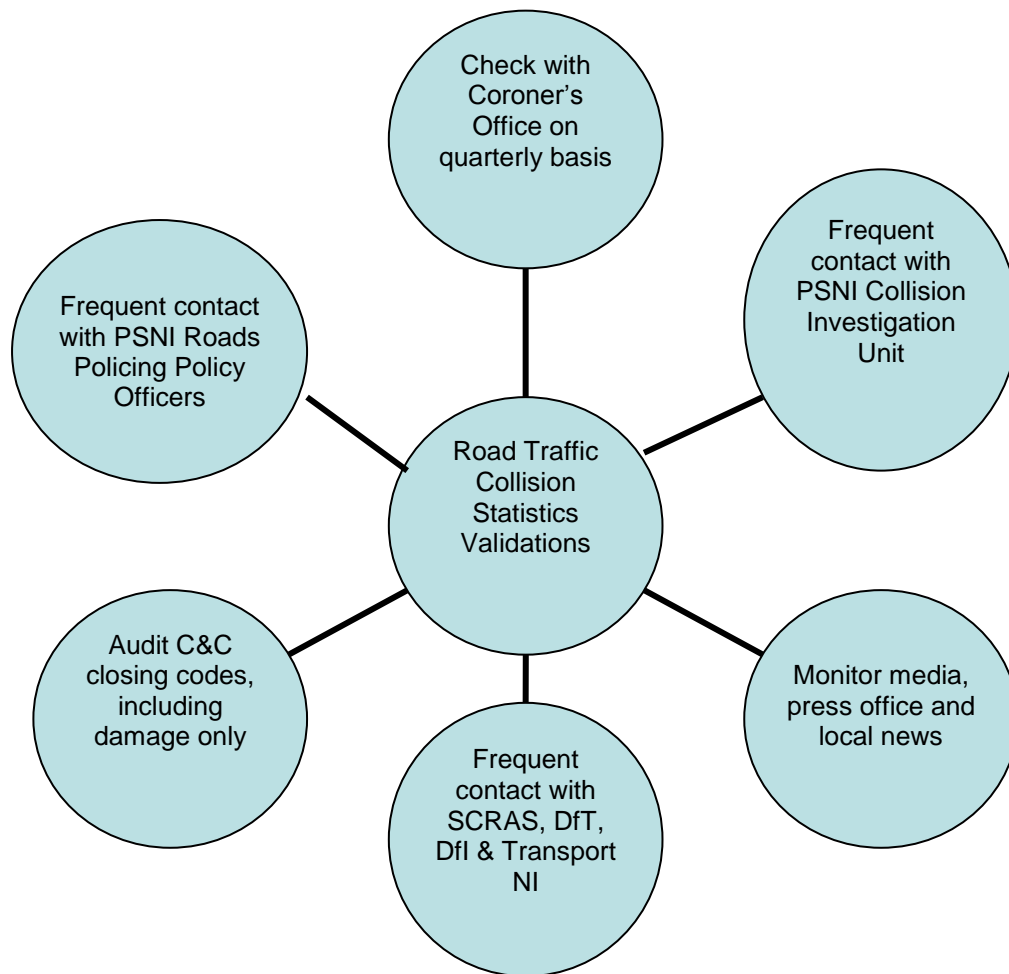 Check with
Coroner’s
Office on
quarterly basis
Frequent
contact with
PSNI Collision
Investigation
Unit
Frequent contact
with PSNI Roads
Policing Policy
Officers
Road Traffic
Collision
Statistics
Validations
Audit C&C
closing codes,
including
damage only
Monitor media,
press office and
local news
Frequent
contact with
SCRAS, DfT,
DfI & Transport
NI